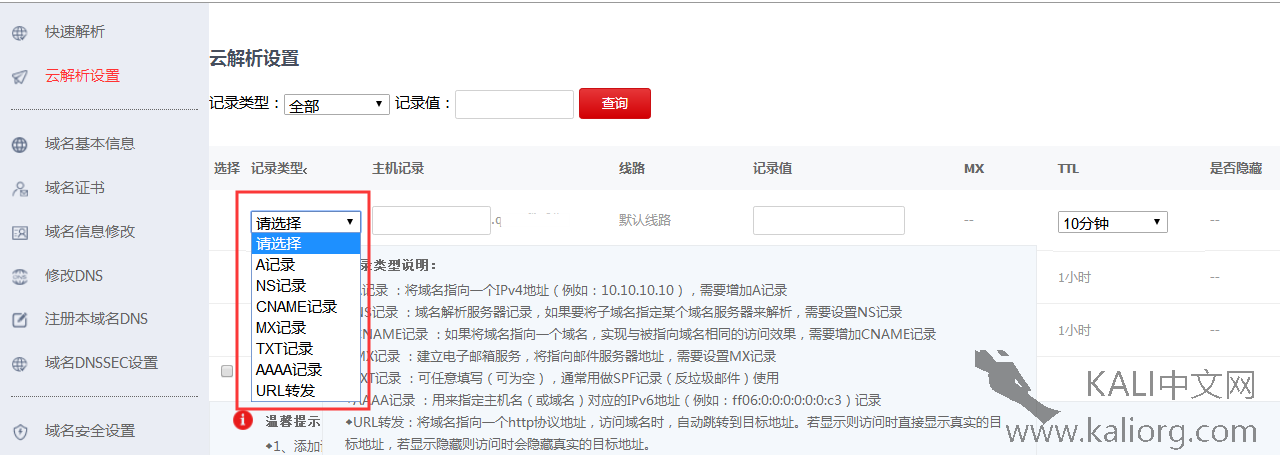 快速解析
云解析设置
域名基本信息
域名证书
域名信息修改
修改DNS
注册本域名DNS
域名DNSSEC设置
域名安全设置
云解析设置
记录类型：全部 记录值： 查询
选择 记录类型 主机记录 线路 记录值 MX TTL 是否隐藏
请选择 .q 默认线路 -- 10分钟 --
请选择
A记录
NS记录
CNAME记录
MX记录
TXT记录
AAAA记录
URL转发
1小时 --
1小时 --
录类型说明：
记录 ：将域名指向一个IPv4地址（例如：10.10.10.10），需要增加A记录
NS记录 ：域名解析服务器记录，如果要将子域名指定某个域名服务器来解析，需要设置NS记录
CNAME记录 ：如果将域名指向一个域名，实现与被指向域名相同的访问效果，需要增加CNAME记录
MX记录 ：建立电子邮箱服务，将指向邮件服务器地址，需要设置MX记录
TXT记录 ：可任意填写（可为空），通常用做SPF记录（反垃圾邮件）使用
AAAA记录 ：用来指定主机名（或域名）对应的IPv6地址（例如：ff06:0:0:0:0:0:0:c3）记录
◆URL转发：将域名指向一个http协议地址，访问域名时，自动跳转到目标地址。若显示则访问时直接显示真实的目
标地址，若显示隐藏则访问时会隐藏真实的目标地址。
温馨提示
◆1、添加
KALI中文网
www.kaliorg.com